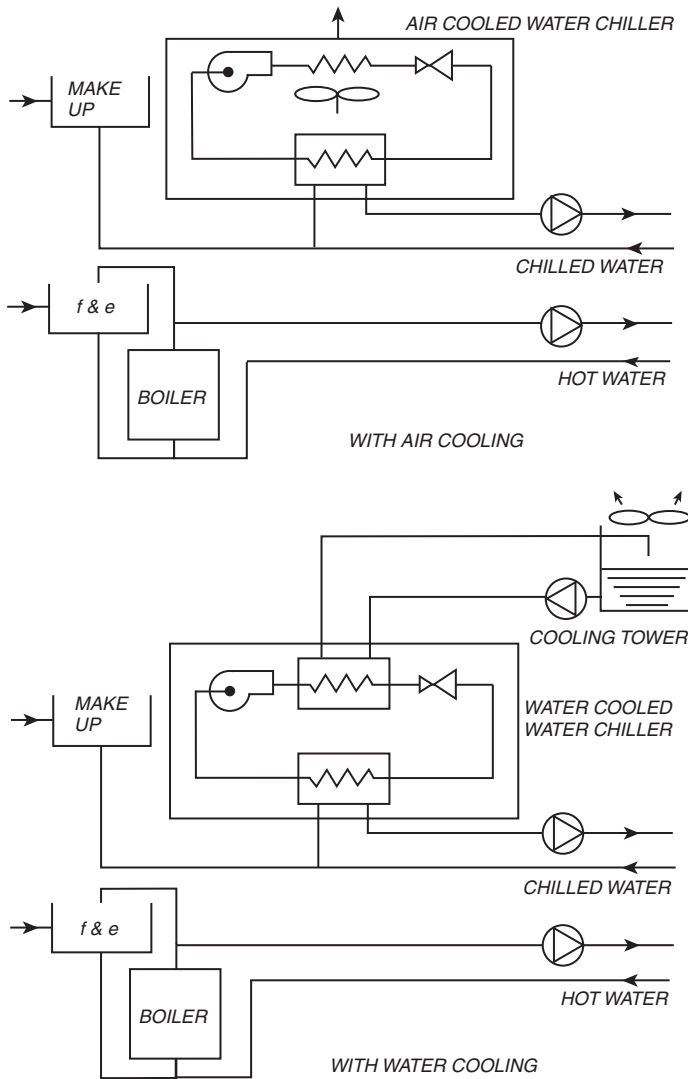 AIR COOLED WATER CHILLER
MAKE
UP
CHILLED WATER
f & e
HOT WATER
BOILER
WITH AIR COOLING
COOLING TOWER
MAKE
UP
WATER COOLED
WATER CHILLER
CHILLED WATER
f & e
HOT WATER
BOILER
WITH WATER COOLING